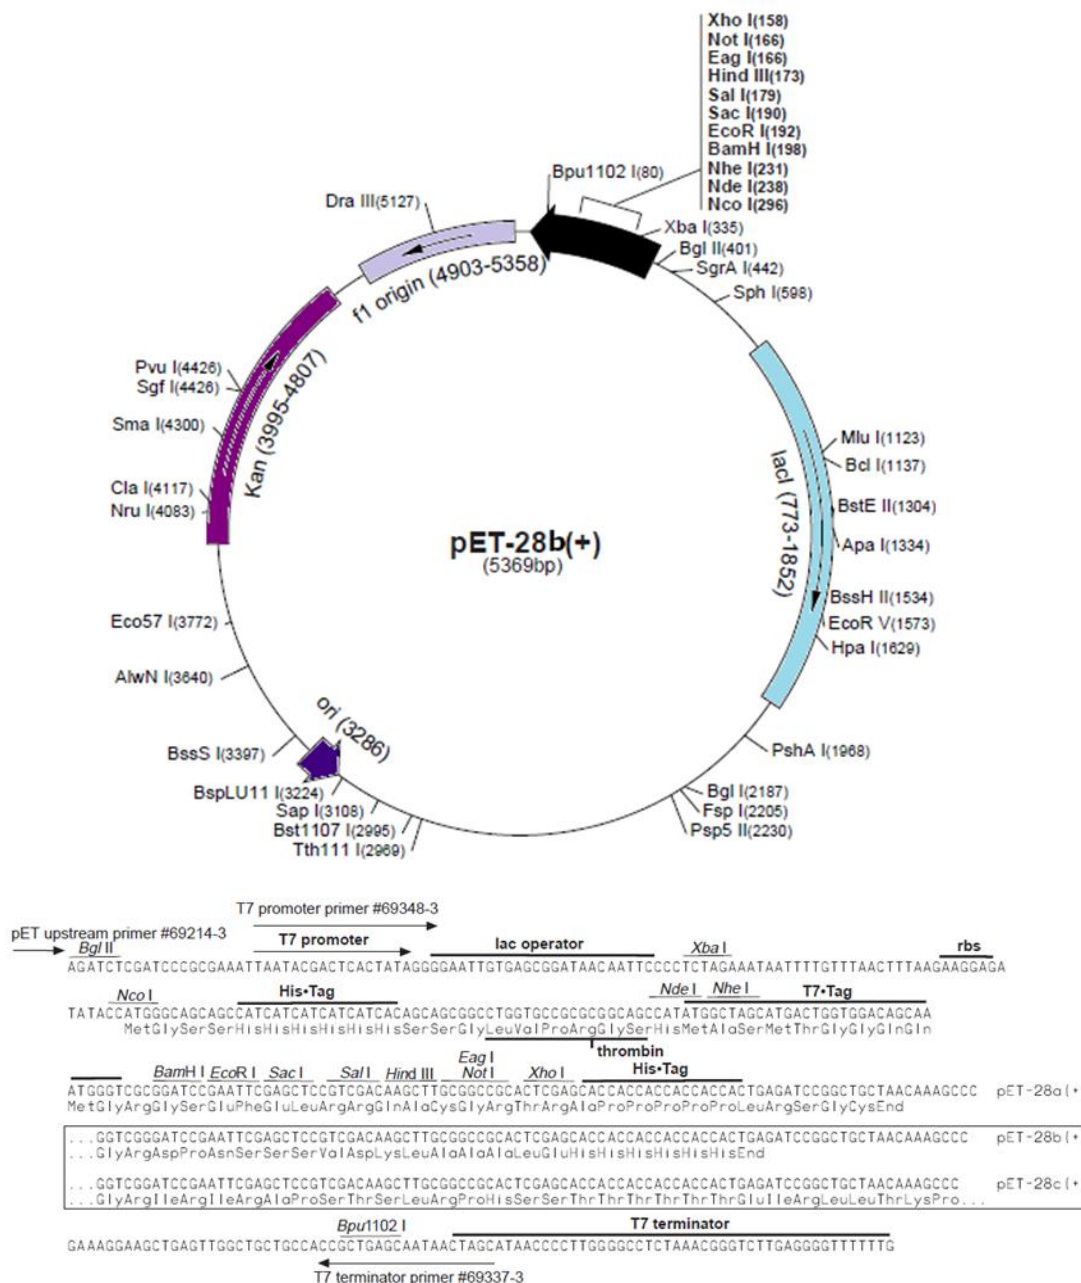 Xho I(158)
Not I(166)
Eag I(166)
Hind III(173)
Sal I(179)
Sac I(190)
EcoR I(192)
BamH I(198)
Nhe I(231)
Nde I(238)
Nco I(296)
Bpu1102 I(80)
Dra III(5127)
Xba I(335)
Bgl II(401)
SgrA I(442)
Sph I(598)
f1 origin (4903-5358)
Pvu I(4426)
Sgf I(4426)
Sma I(4300)
Cla I(4117)
Nru I(4083)
Kan (3995-4807)
lacI (773-1852)
Mlu I(1123)
Bcl I(1137)
BstE II(1304)
Apa I(1334)
BssH II(1534)
EcoR V(1573)
Hpa I(1629)
pET-28b(+)
(5369bp)
Eco57 I(3772)
AlwN I(3640)
ori (3286)
BssS I(3397)
BspLU11 I(3224)
Sap I(3108)
Bst1107 I(2995)
Tth111 I(2969)
PshA I(1968)
Bgl I(2187)
Fsp I(2205)
Psp5 II(2230)
T7 promoter primer #69348-3
pET upstream primer #69214-3
Bgl II T7 promoter lac operator Xba I rbs
AGATCTCGATCCCGCGAAATTAATACGACTCACTATAGGGGAATTGTGAGCGGATAACAATTCCCCTCTAGAAATAATTTTGTTTAACTTTAAGAAGGAGA
Nco I His•Tag Nde I Nhe I T7•Tag
TATACCATGGGCAGCAGCCATCATCATCATCATCACAGCAGCGGCCTGGTGCCGCGCGGCAGCCATATGGCTAGCATGACTGGTGGACAGCAA
MetGlySerSerHisHisHisHisHisHisSerSerGlyLeuValProArgGlySerHisMetAlaSerMetThrGlyGlyGlnGln
thrombin
BamH I EcoR I Sac I Sal I Hind III Eag I Not I Xho I His•Tag
ATGGGTCGCGGATCCGAATTCGAGCTCCGTCGACAAGCTTGCGGCCGCACTCGAGCACCACCACCACCACCACTGAGATCCGGCTGCTAACAAAGCCC pET-28a(+
MetGlyArgGlySerGluPheGluLeuArgArgGlnAlaCysGlyArgThrArgAlaProProProProProLeuArgSerGlyCysEnd
...GGTCGGGATCCGAATTCGAGCTCCGTCGACAAGCTTGCGGCCGCACTCGAGCACCACCACCACCACCACTGAGATCCGGCTGCTAACAAAGCCC pET-28b(+
...GlyArgAspProAsnSerSerSerValAspLysLeuAlaAlaAlaLeuGluHisHisHisHisHisHisEnd
...GGTCGGATCCGAATTCGAGCTCCGTCGACAAGCTTGCGGCCGCACTCGAGCACCACCACCACCACCACTGAGATCCGGCTGCTAACAAAGCCC pET-28c(+
...GlyArgIleArgIleArgAlaProSerThrSerLeuArgProHisSerSerThrThrThrThrThrThrGluIleArgLeuLeuThrLysPro...
Bpu1102 I T7 terminator
GAAAGGAAGCTGAGTTGGCTGCTGCCACCGCTGAGCAATAACTAGCATAACCCCTTGGGGCCTCTAAACGGGTCTTGAGGGGTTTTTTG
T7 terminator primer #69337-3